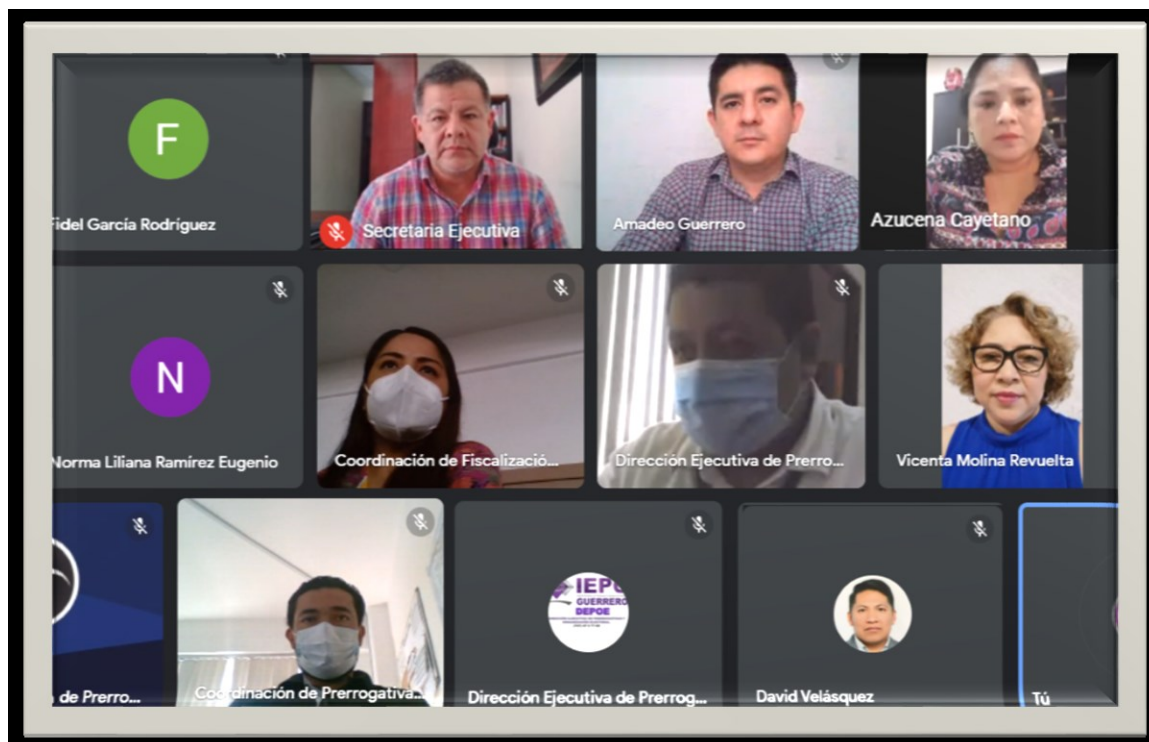 F
Fidel García Rodríguez
Secretaria Ejecutiva
Amadeo Guerrero
Azucena Cayetano
N
Norma Liliana Ramírez Eugenio
Coordinación de Fiscalizació...
Dirección Ejecutiva de Prerro...
Vicenta Molina Revuelta
de Prerro...
Coordinación de Prerrogativa...
IEPC
GUERRERO
DEPOE
Dirección Ejecutiva de Prerrog...
David Velásquez
Tú